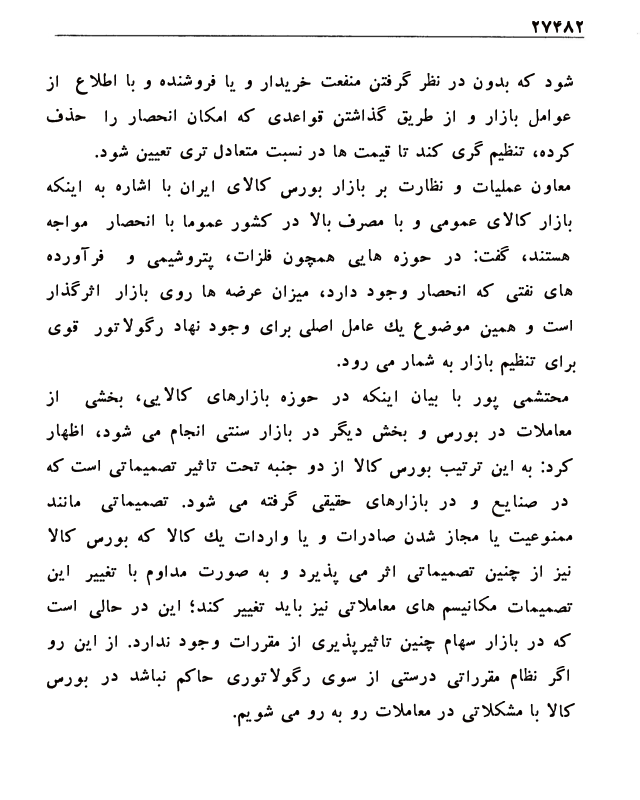 ۲۷۴۸۲
شود که بدون در نظر گرفتن منفعت خریدار و یا فروشنده و با اطلاع از
عوامل بازار و از طریق گذاشتن قواعدی که امکان انحصار را حذف
کرده، تنظیم گری کند تا قیمت ها در نسبت متعادل تری تعیین شود.
معاون عملیات و نظارت بر بازار بورس کالای ایران با اشاره به اینکه
بازار کالای عمومی و با مصرف بالا در کشور عموما با انحصار مواجه
هستند، گفت: در حوزه هایی همچون فلزات، پتروشیمی و فرآورده
های نفتی که انحصار وجود دارد، میزان عرضه ها روی بازار اثرگذار
است و همین موضوع یك عامل اصلی برای وجود نهاد رگولاتور قوی
برای تنظیم بازار به شمار می رود.
محتشمی پور با بیان اینکه در حوزه بازارهای کالایی، بخشی از
معاملات در بورس و بخش دیگر در بازار سنتی انجام می شود، اظهار
کرد: به این ترتیب بورس کالا از دو جنبه تحت تاثیر تصمیماتی است که
در صنایع و در بازارهای حقیقی گرفته می شود. تصمیماتی مانند
ممنوعیت یا مجاز شدن صادرات و یا واردات یك کالا که بورس کالا
نیز از چنین تصمیماتی اثر می پذیرد و به صورت مداوم با تغییر این
تصمیمات مکانیسم های معاملاتی نیز باید تغییر کند؛ این در حالی است
که در بازار سهام چنین تاثیرپذیری از مقررات وجود ندارد. از این رو
اگر نظام مقرراتی درستی از سوی رگولاتوری حاکم نباشد در بورس
کالا با مشکلاتی در معاملات رو به رو می شویم.